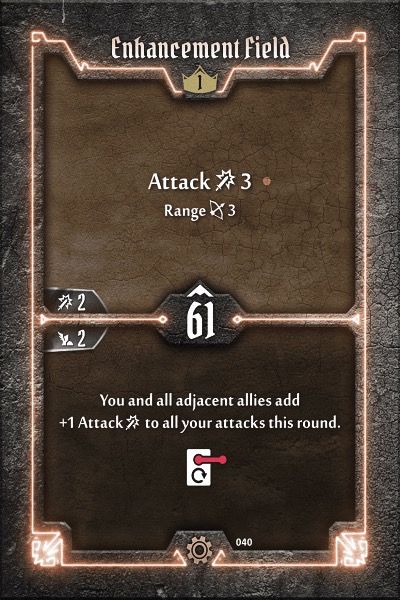 Enhancement Field
1
Attack 3
Range 3
2
61
2
You and all adjacent allies add
+1 Attack to all your attacks this round.
040